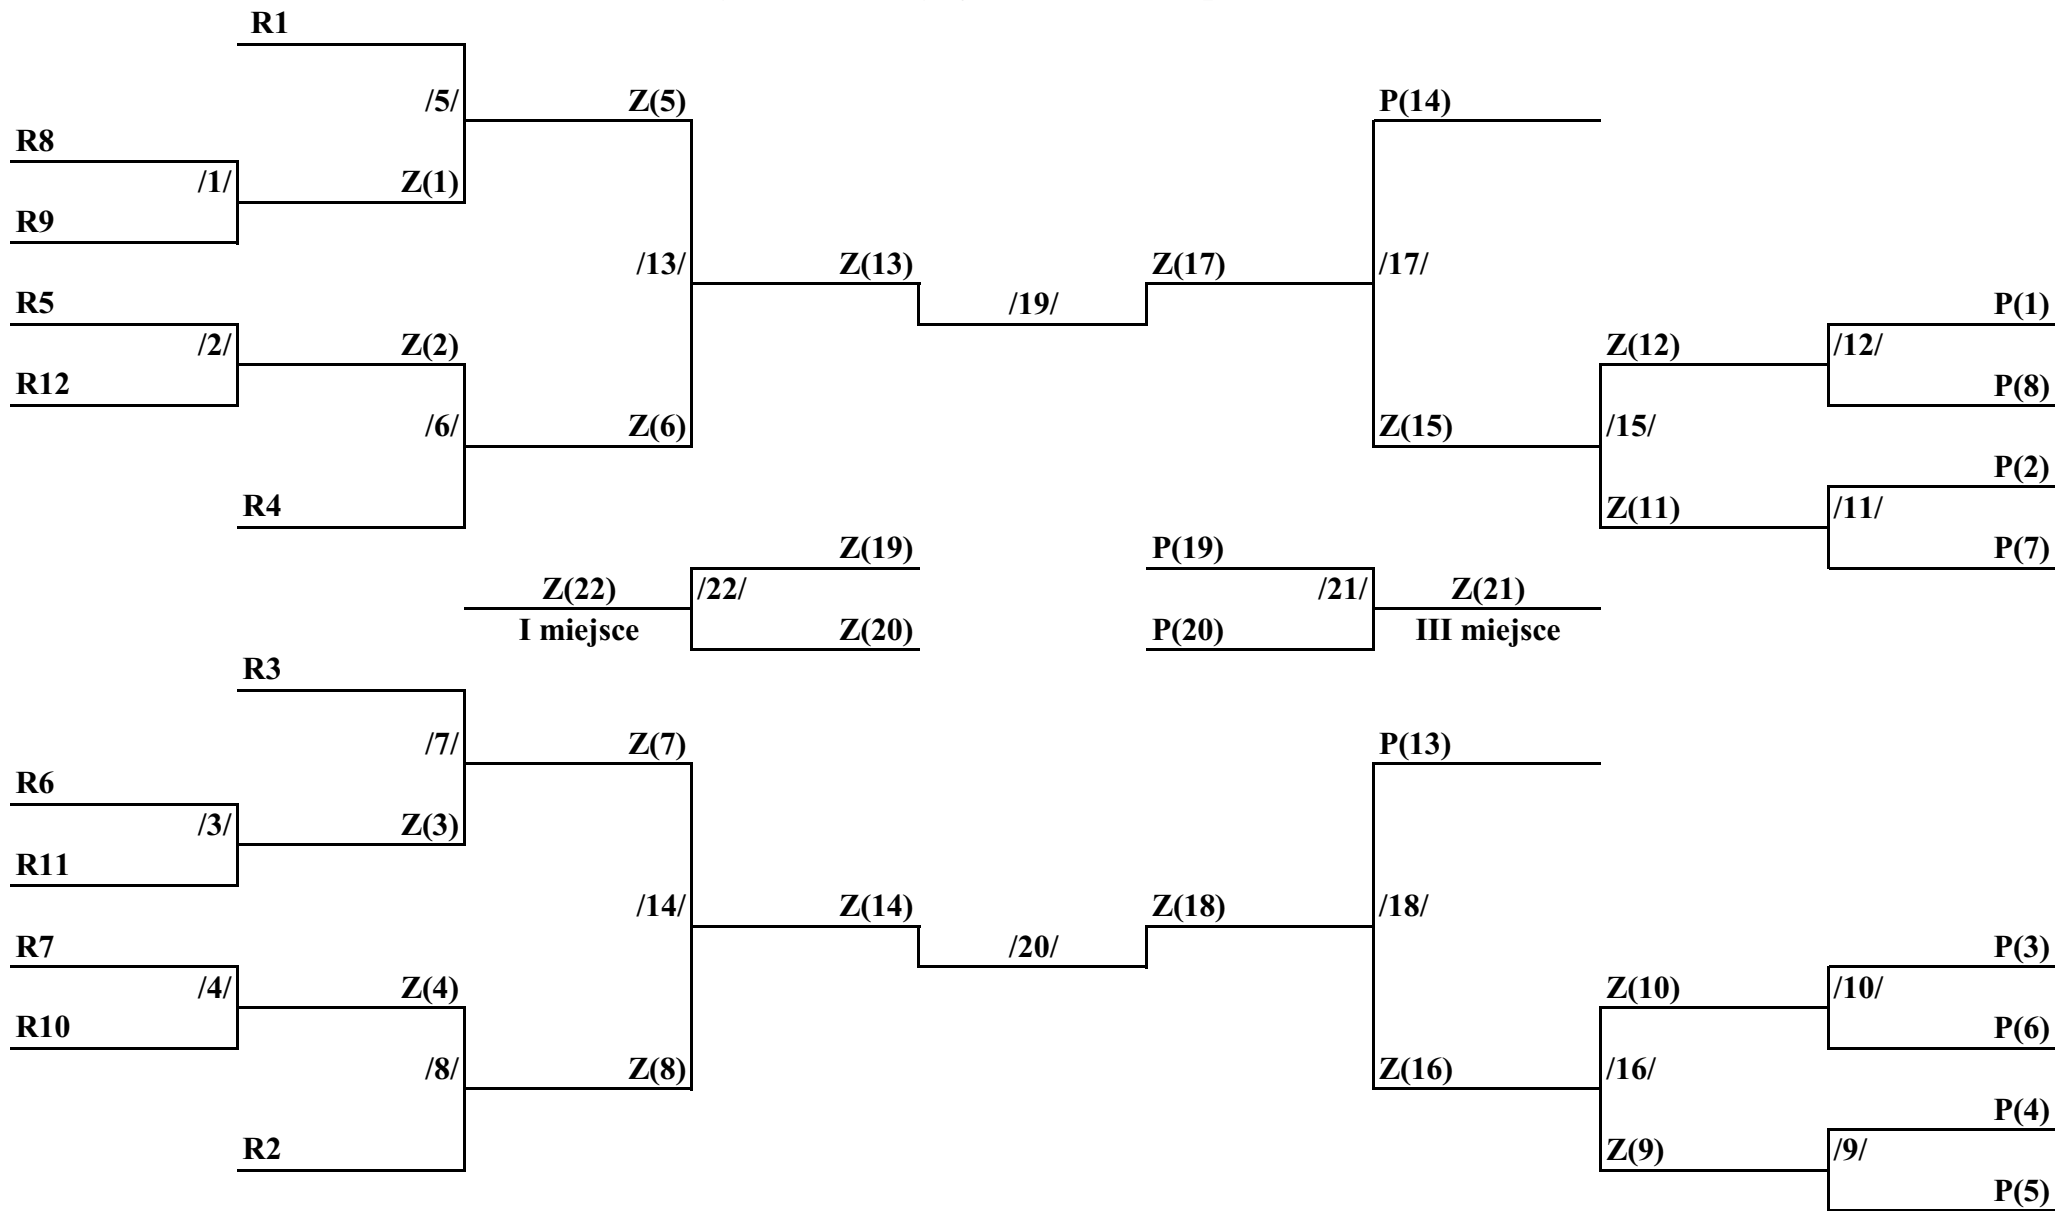 R1
/5/ Z(5) P(14)
R8
/1/ Z(1)
R9
/13/ Z(13) Z(17) /17/
R5 /19/ P(1)
/2/ Z(2) Z(12) /12/
R12 P(8)
/6/ Z(6) Z(15) /15/
P(2)
R4 Z(11) /11/
Z(19) P(19) P(7)
Z(22) /22/ /21/ Z(21)
I miejsce Z(20) P(20) III miejsce
R3
/7/ Z(7) P(13)
R6
/3/ Z(3)
R11
/14/ Z(14) Z(18) /18/
R7 /20/ P(3)
/4/ Z(4) Z(10) /10/
R10 P(6)
/8/ Z(8) Z(16) /16/
P(4)
R2 Z(9) /9/
P(5)